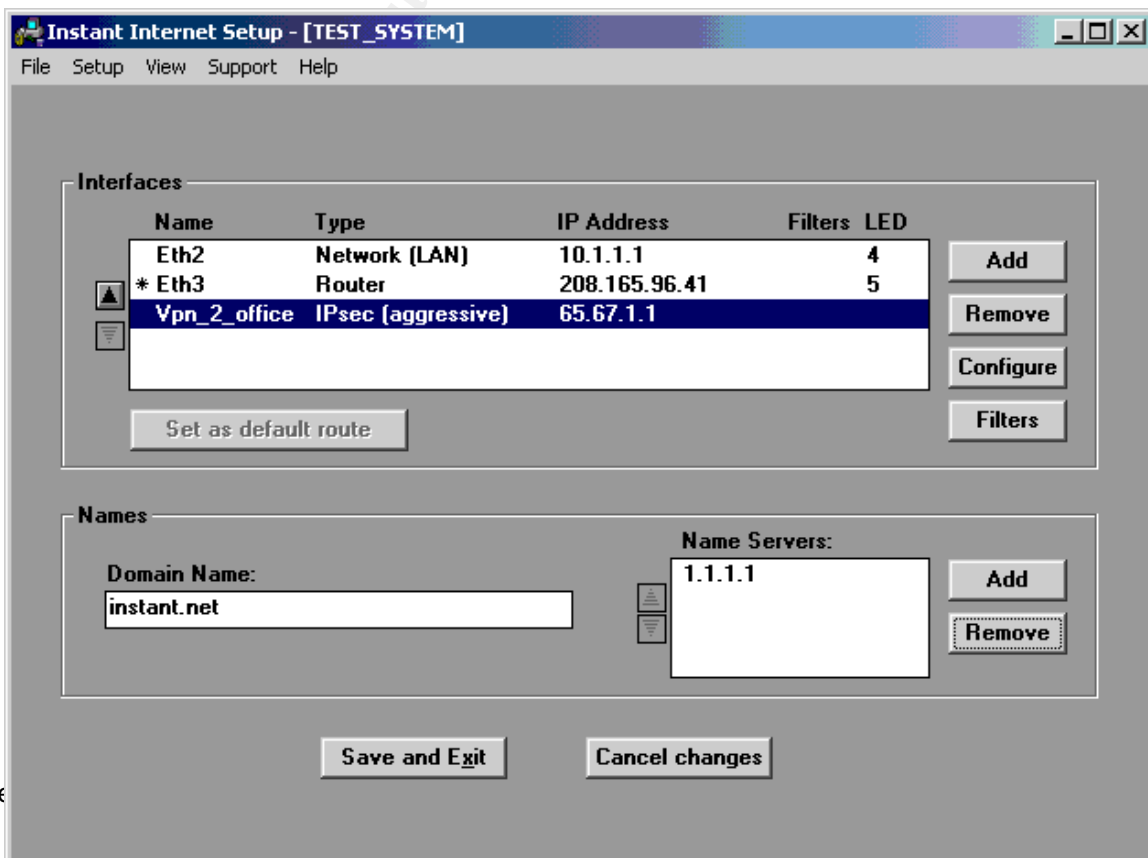 Instant Internet Setup - [TEST_SYSTEM]
File Setup View Support Help
Interfaces
Name Type IP Address Filters LED
Eth2 Network (LAN) 10.1.1.1 4
* Eth3 Router 208.165.96.41 5
Vpn_2_office IPsec (aggressive) 65.67.1.1
Add
Remove
Configure
Filters
Set as default route
Names
Domain Name:
instant.net
Name Servers:
1.1.1.1
Add
Remove
Save and Exit
Cancel changes